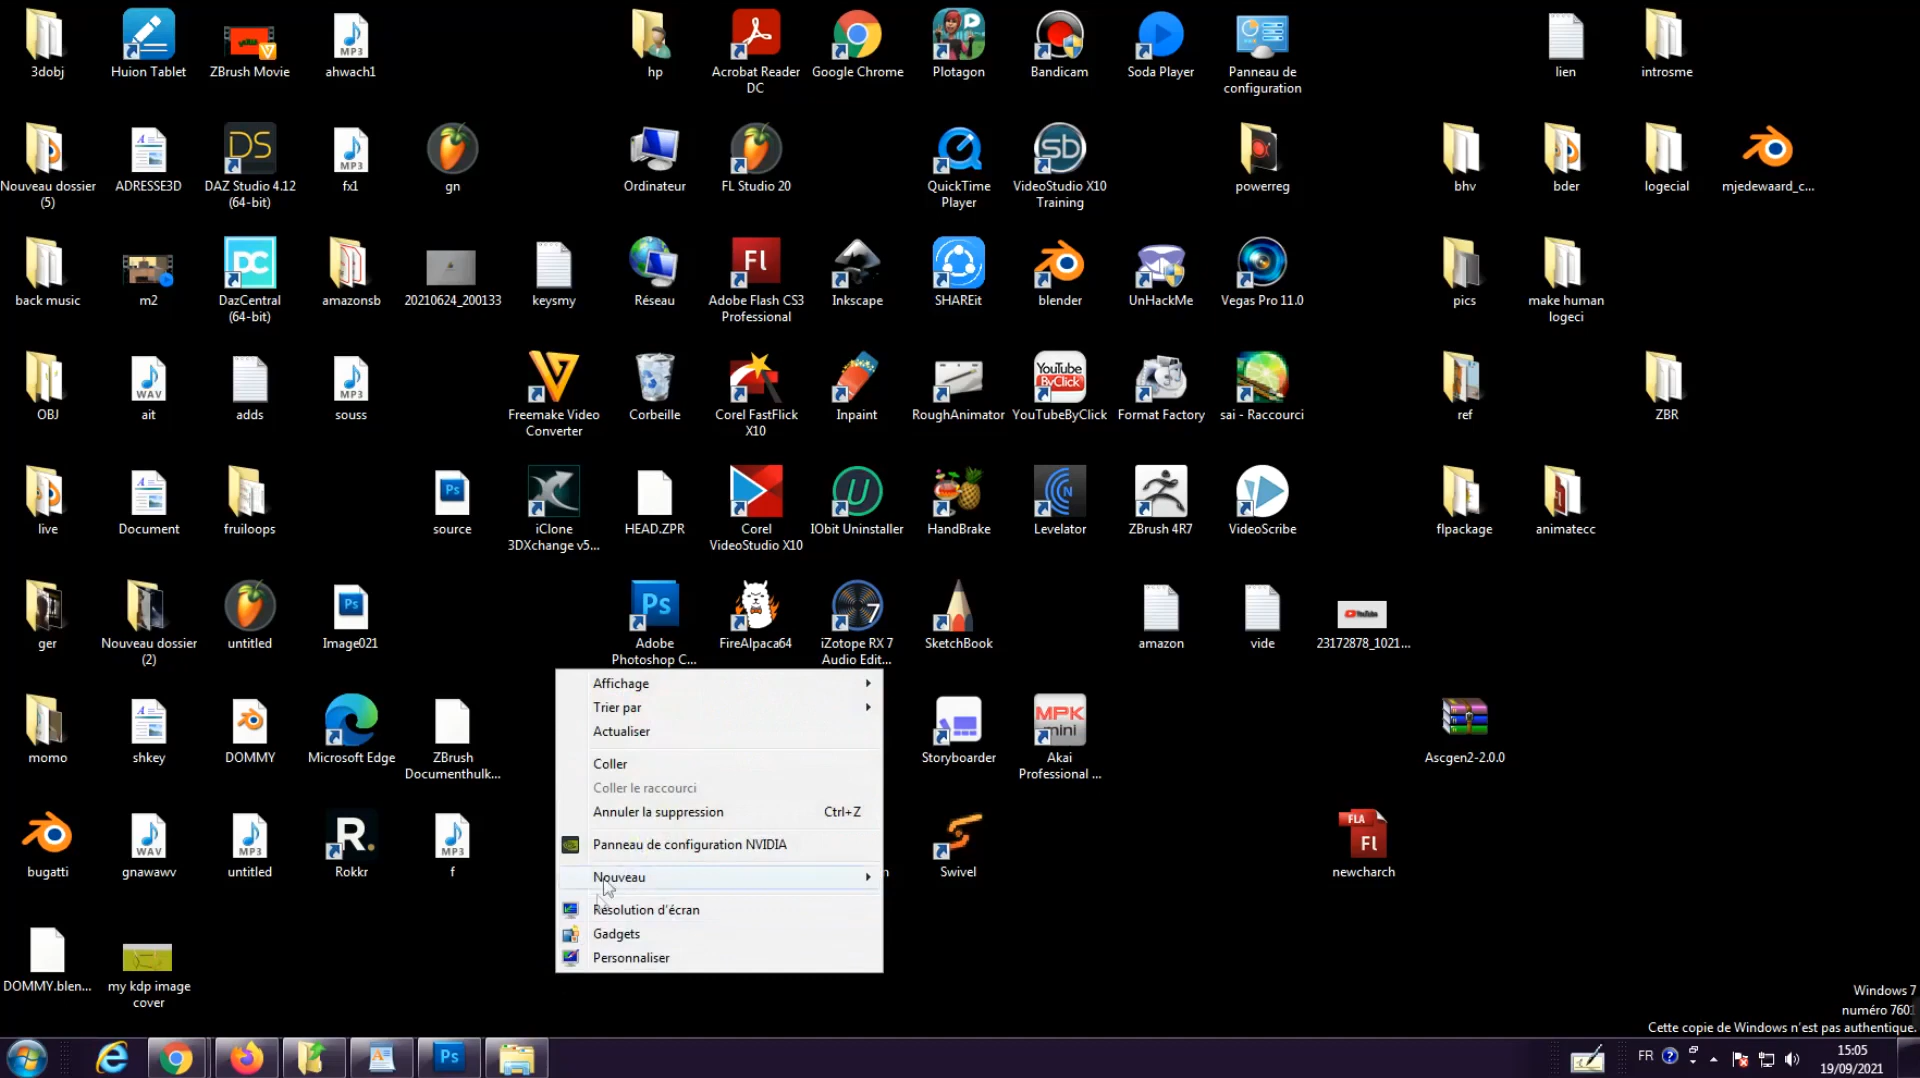 3dobj
Huion Tablet
ZBrush Movie
ahwach1
hp
Acrobat Reader
DC
Google Chrome
Plotagon
Bandicam
Soda Player
Panneau de
configuration
lien
introsme
Nouveau dossier
(5)
ADRESSE3D
DAZ Studio 4.12
(64-bit)
fx1
gn
Ordinateur
FL Studio 20
QuickTime
Player
VideoStudio X10
Training
powerreg
bhv
bder
logecial
mjedewaard_c...
back music
m2
DazCentral
(64-bit)
amazonsb
20210624_200133
keysmy
Réseau
Adobe Flash CS3
Professional
Inkscape
SHAREit
blender
UnHackMe
Vegas Pro 11.0
pics
make human
logeci
OBJ
ait
adds
souss
Freemake Video
Converter
Corbeille
Corel FastFlick
X10
Inpaint
RoughAnimator
YouTubeByClick
Format Factory
sai - Raccourci
ref
ZBR
live
Document
fruiloops
source
iClone
3DXchange v5...
HEAD.ZPR
Corel
VideoStudio X10
IObit Uninstaller
HandBrake
Levelator
ZBrush 4R7
VideoScribe
flpackage
animatecc
ger
Nouveau dossier
(2)
untitled
Image021
Adobe
Photoshop C...
FireAlpaca64
iZotope RX 7
Audio Edit...
SketchBook
amazon
vide
23172878_1021...
momo
shkey
DOMMY
Microsoft Edge
ZBrush
Documenthulk...
Storyboarder
Akai
Professional ...
Ascgen2-2.0.0
bugatti
gnawawv
untitled
Rokkr
f
Swivel
newcharch
DOMMY.blen...
my kdp image
cover
Affichage
Trier par
Actualiser
Coller
Coller le raccourci
Annuler la suppression Ctrl+Z
Panneau de configuration NVIDIA
Nouveau
Résolution d'écran
Gadgets
Personnaliser
Windows 7
numéro 7601
Cette copie de Windows n'est pas authentique.
FR
15:05
19/09/2021